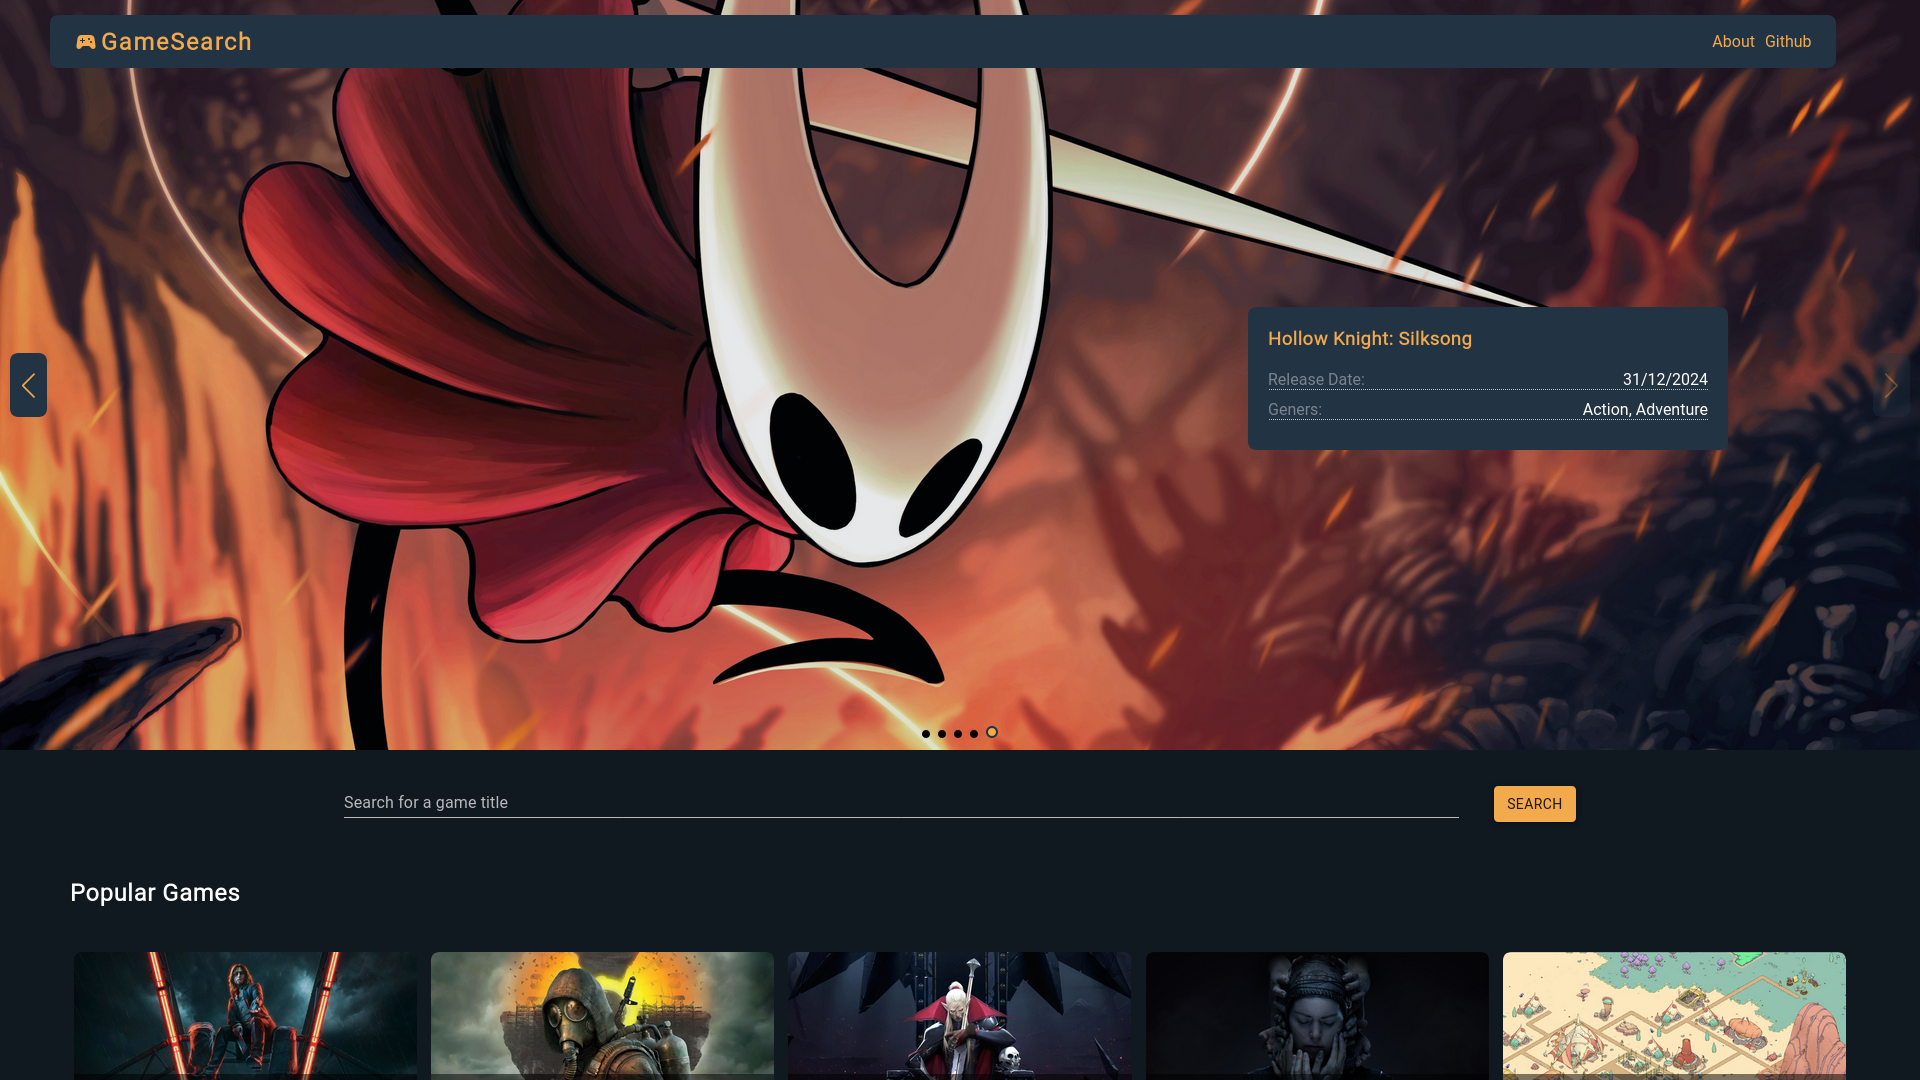 GameSearch
About Github
Hollow Knight: Silksong
Release Date: 31/12/2024
Geners: Action, Adventure
Search for a game title
SEARCH
Popular Games